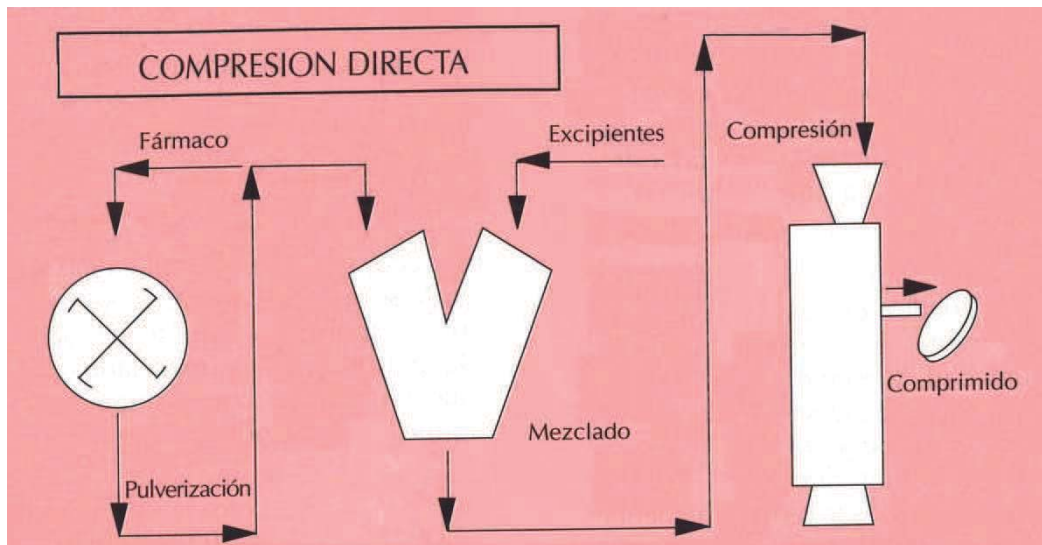 COMPRESION DIRECTA
Fármaco
Excipientes
Compresión
Comprimido
Mezclado
Pulverización